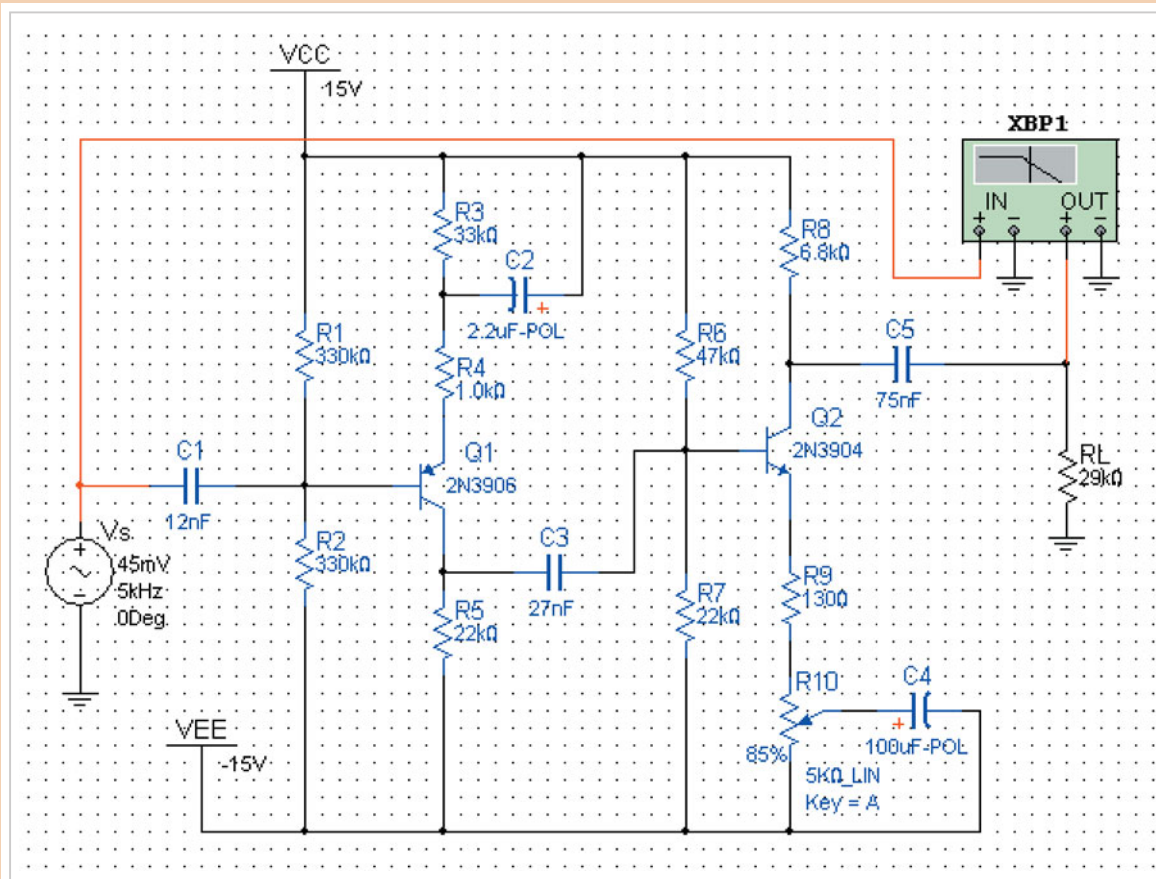 VCC
15V
XBP1
IN
OUT
+
-
+
-
R3
33kΩ
R8
6.8kΩ
C2
+
2.2uF-POL
R1
330kΩ
R6
47kΩ
C5
75nF
R4
1.0kΩ
Q2
2N3904
Q1
2N3906
C1
12nF
RL
29kΩ
Vs
+
-
45mV
5kHz
0Deg
R2
330kΩ
C3
27nF
R9
130Ω
R5
22kΩ
R7
22kΩ
R10
C4
+
100uF-POL
85%
5KΩ_LIN
Key = A
VEE
-15V